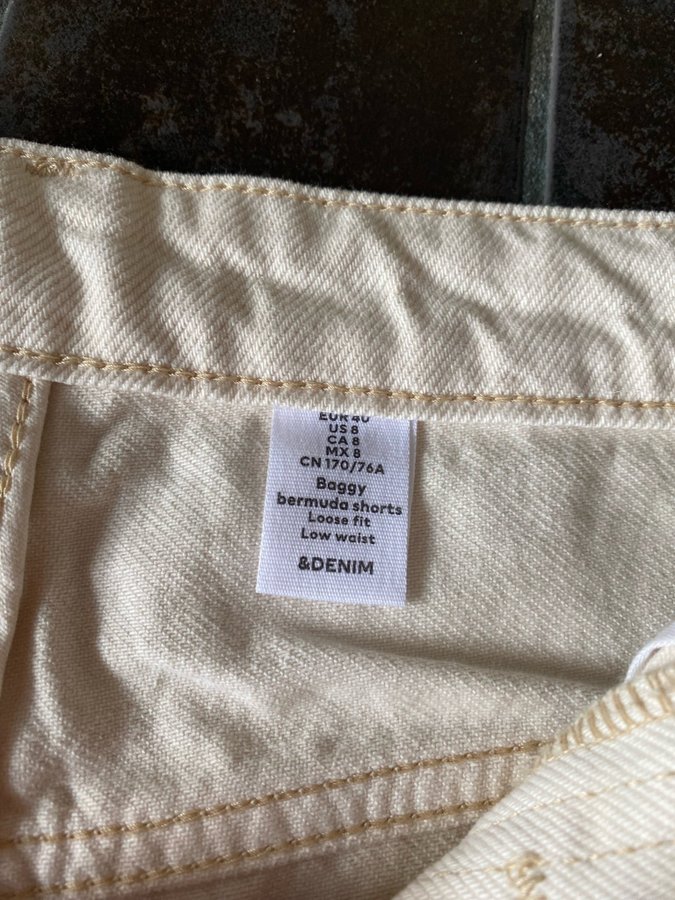 EUR 40
US 8
CA 8
MX 8
CN 170/76A
Baggy
bermuda shorts
Loose fit
Low waist
&DENIM